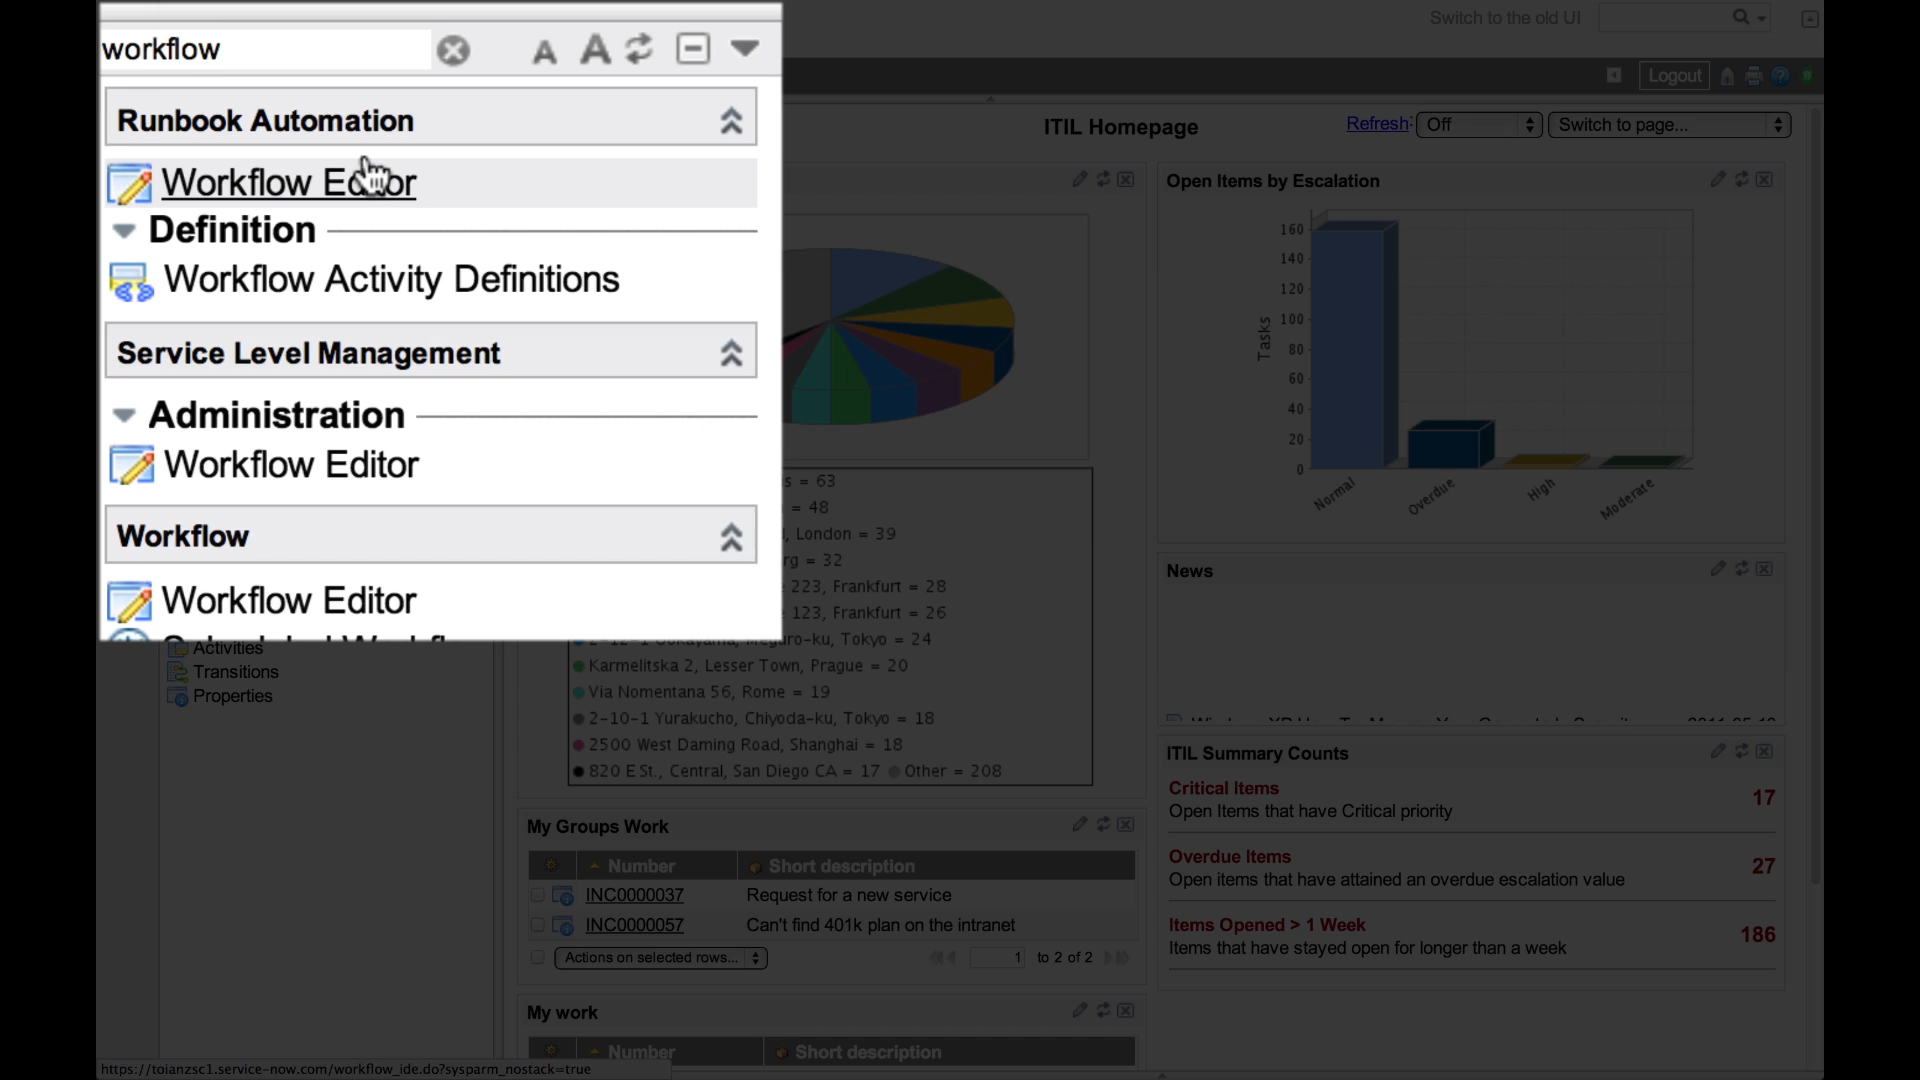 workflow
Runbook Automation
Workflow Editor
Definition
Workflow Activity Definitions
Service Level Management
Administration
Workflow Editor
Workflow
Workflow Editor
Activities
Transitions
Properties
Switch to the old UI
Logout
ITIL Homepage
Refresh:
Off
Switch to page...
s = 63
= 48
, London = 39
rg = 32
223, Frankfurt = 28
123, Frankfurt = 26
2-12-1 Ookayama, Meguro-ku, Tokyo = 24
Karmelitska 2, Lesser Town, Prague = 20
Via Nomentana 56, Rome = 19
2-10-1 Yurakucho, Chiyoda-ku, Tokyo = 18
2500 West Daming Road, Shanghai = 18
820 E St., Central, San Diego CA = 17 Other = 208
My Groups Work
Number Short description
INC0000037 Request for a new service
INC0000057 Can't find 401k plan on the intranet
Actions on selected rows...
1 to 2 of 2
My work
Number Short description
Open Items by Escalation
Tasks
160
140
120
100
80
60
40
20
0
Normal
Overdue
High
Moderate
News
ITIL Summary Counts
Critical Items
Open Items that have Critical priority
17
Overdue Items
Open items that have attained an overdue escalation value
27
Items Opened > 1 Week
Items that have stayed open for longer than a week
186
https://toianzsc1.service-now.com/workflow_ide.do?sysparm_nostack=true